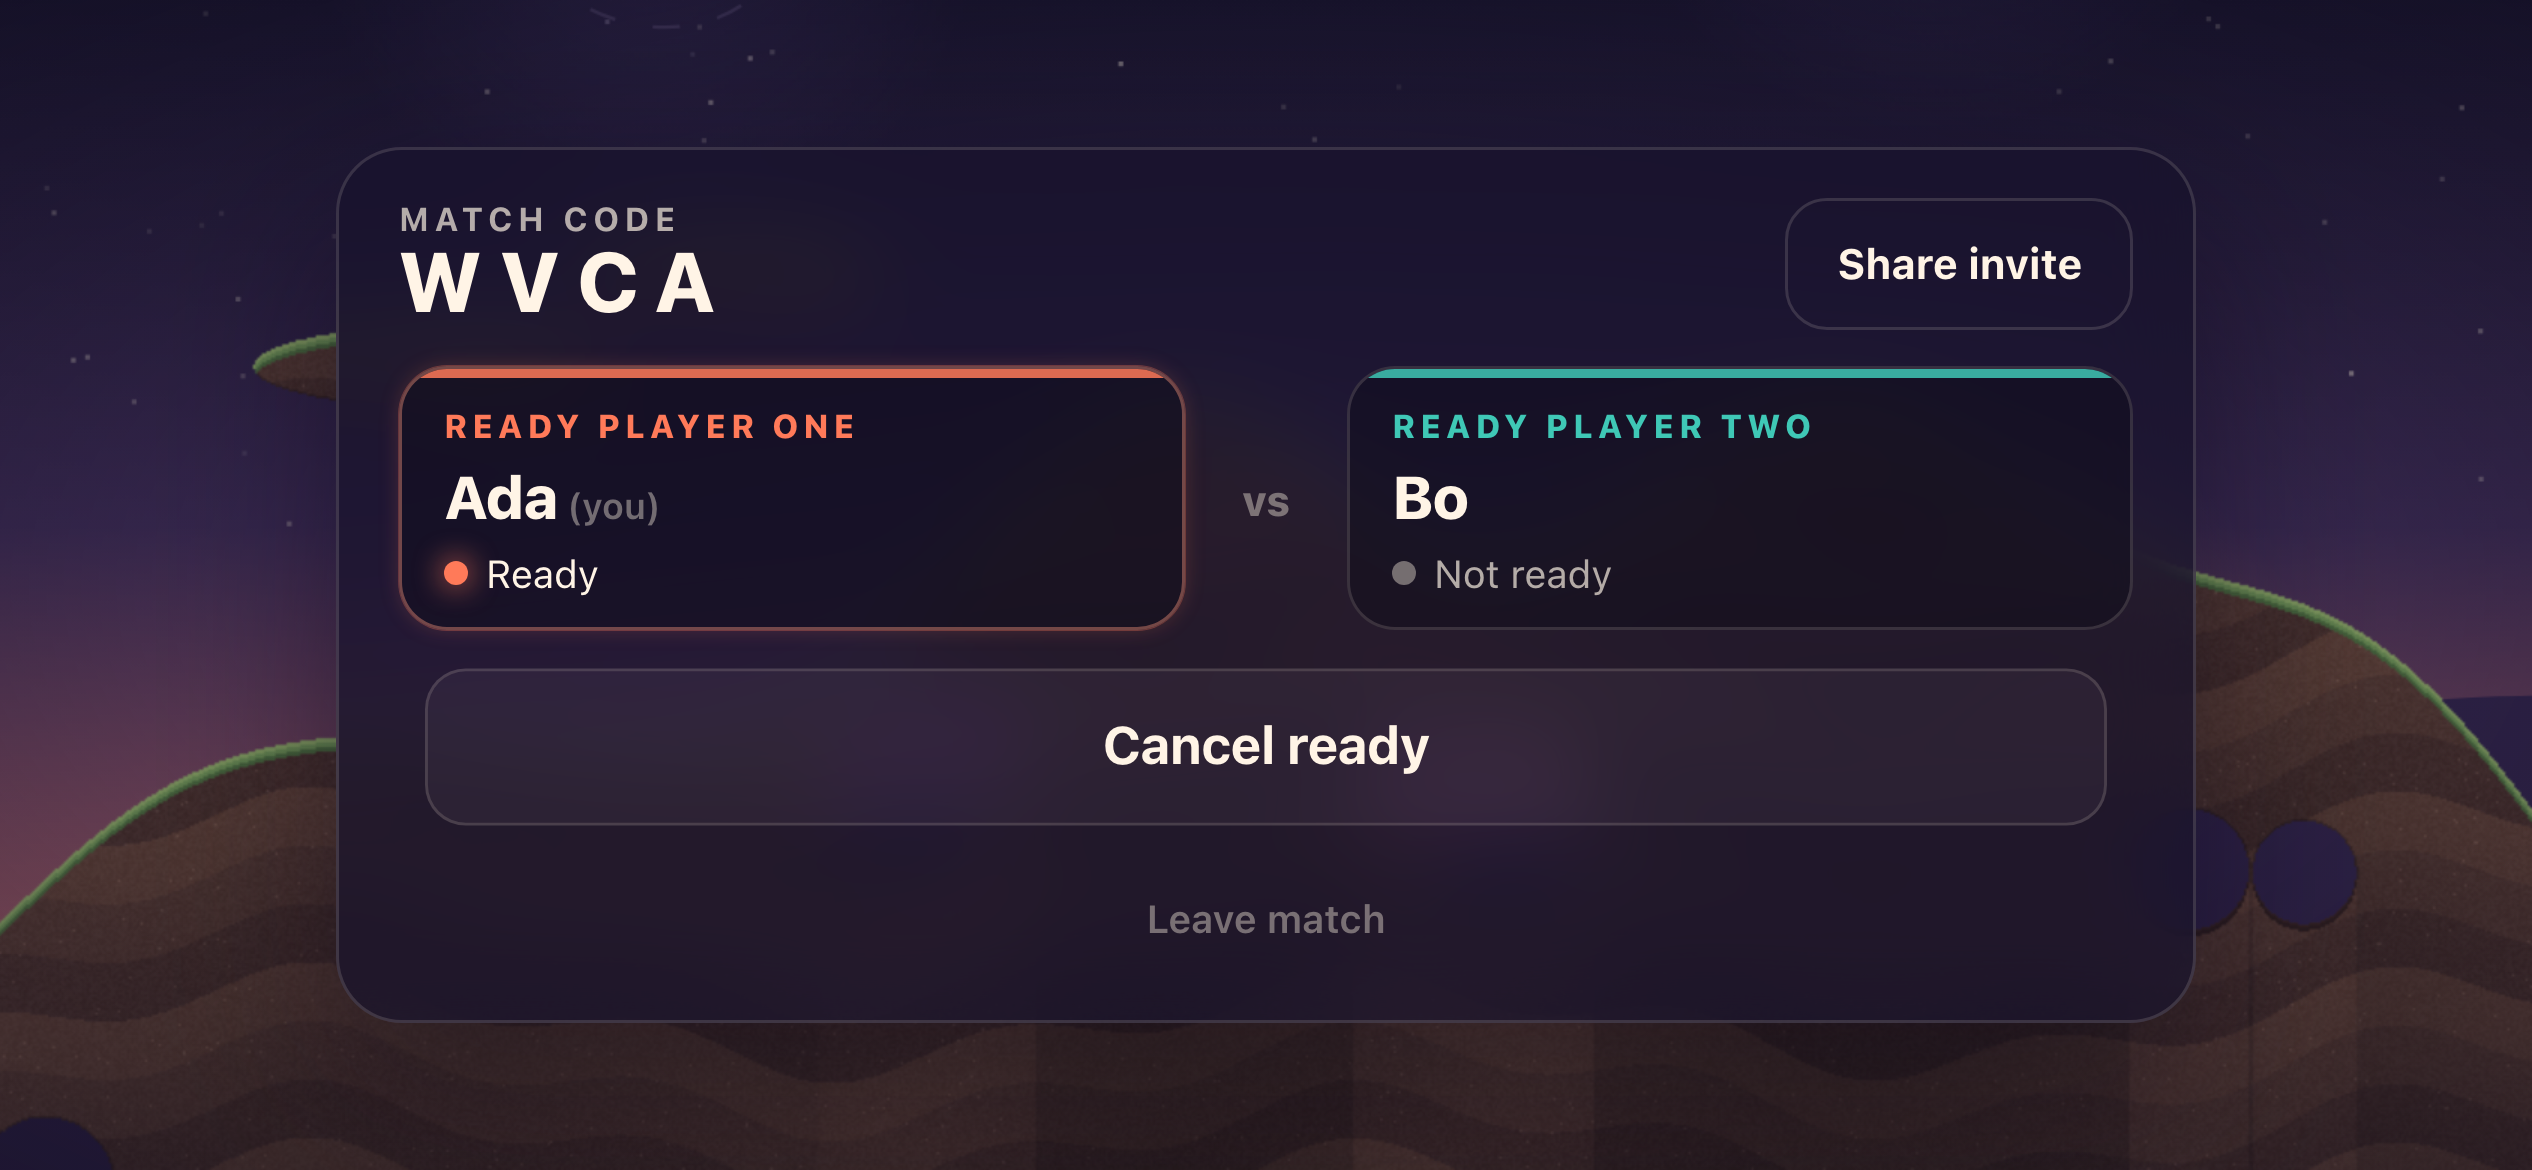 MATCH CODE
WVCA
Share invite
READY PLAYER ONE
Ada (you)
Ready
vs
READY PLAYER TWO
Bo
Not ready
Cancel ready
Leave match